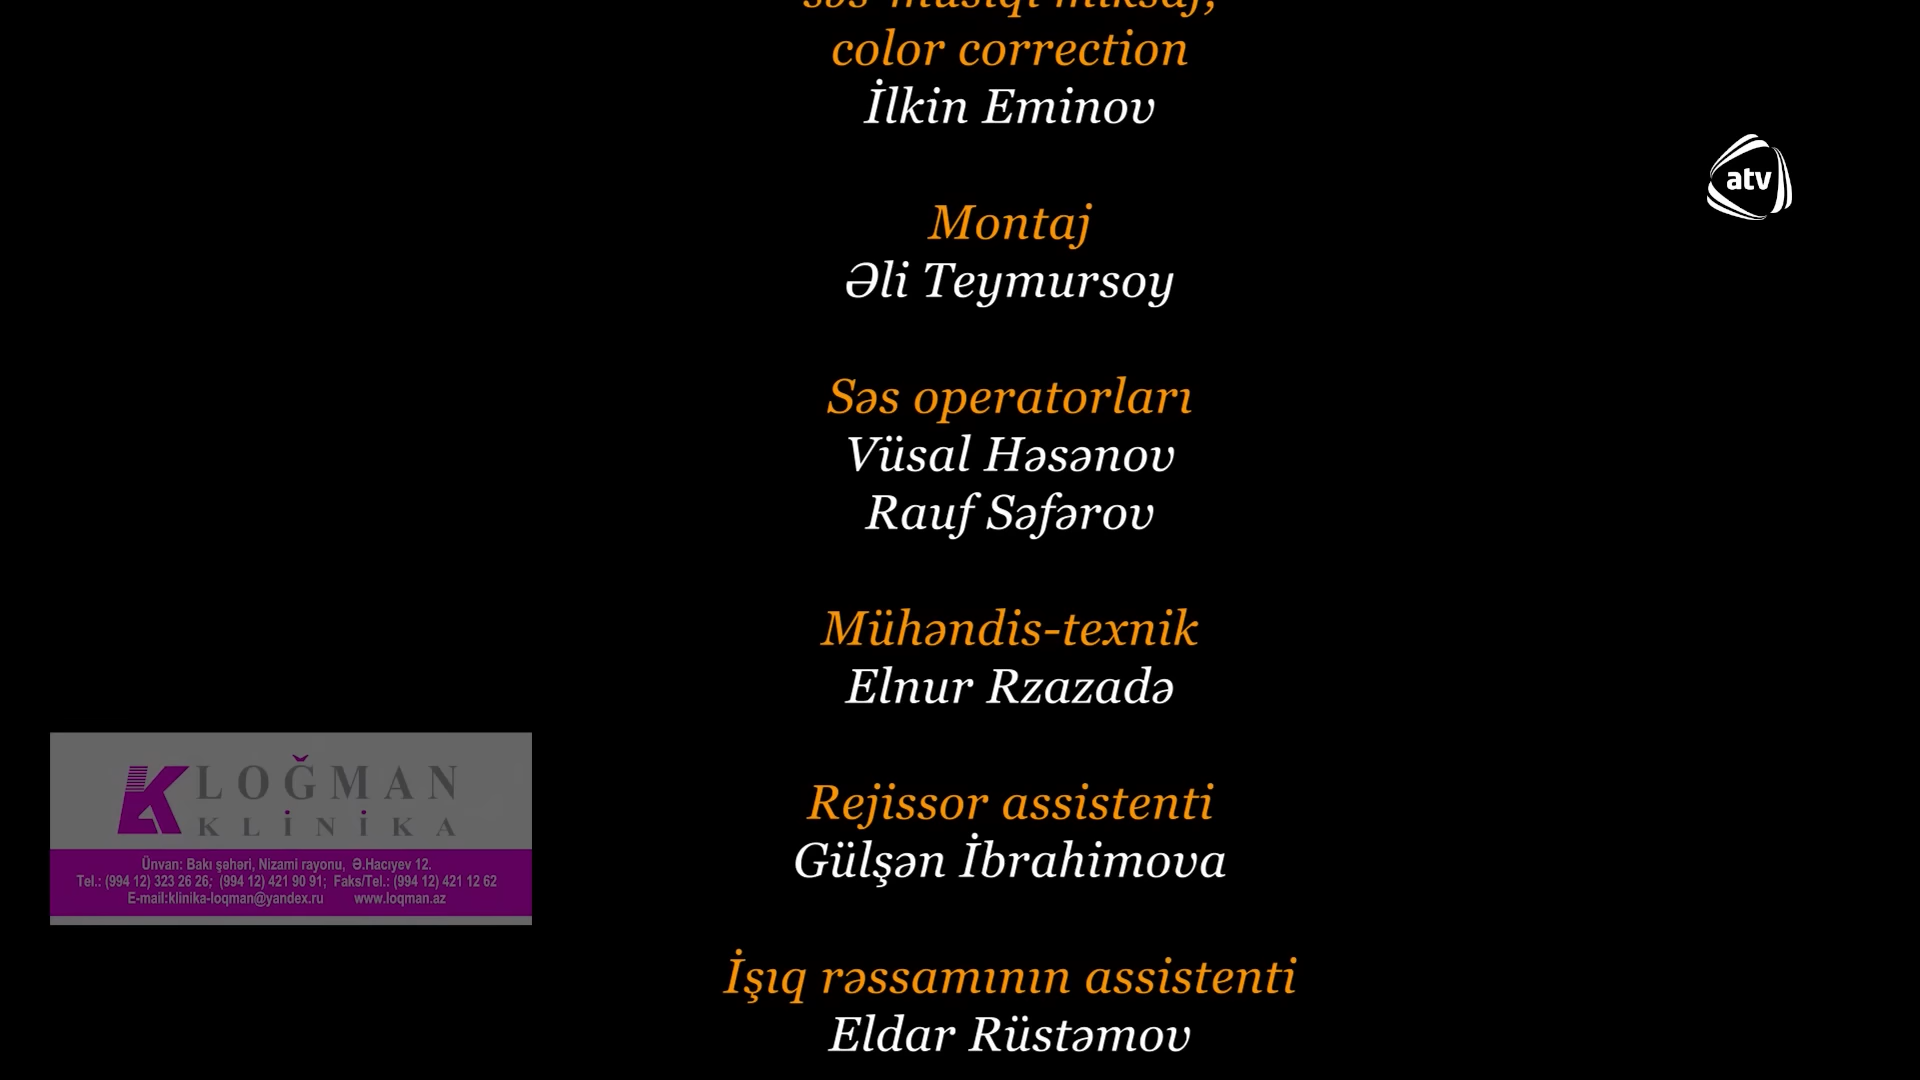 səs-musiqi miksaj,
color correction
İlkin Eminov
atv
Montaj
Əli Teymursoy
Səs operatorları
Vüsal Həsənov
Rauf Səfərov
Mühəndis-texnik
Elnur Rzazadə
LOĞMAN
KLİNİKA
Rejissor assistenti
Gülşən İbrahimova
Ünvan: Bakı şəhəri, Nizami rayonu, Ə.Hacıyev 12.
Tel.: (994 12) 323 26 26; (994 12) 421 90 91; Faks/Tel.: (994 12) 421 12 62
E-mail:klinika-loqman@yandex.ru www.loqman.az
İşıq rəssamının assistenti
Eldar Rüstəmov